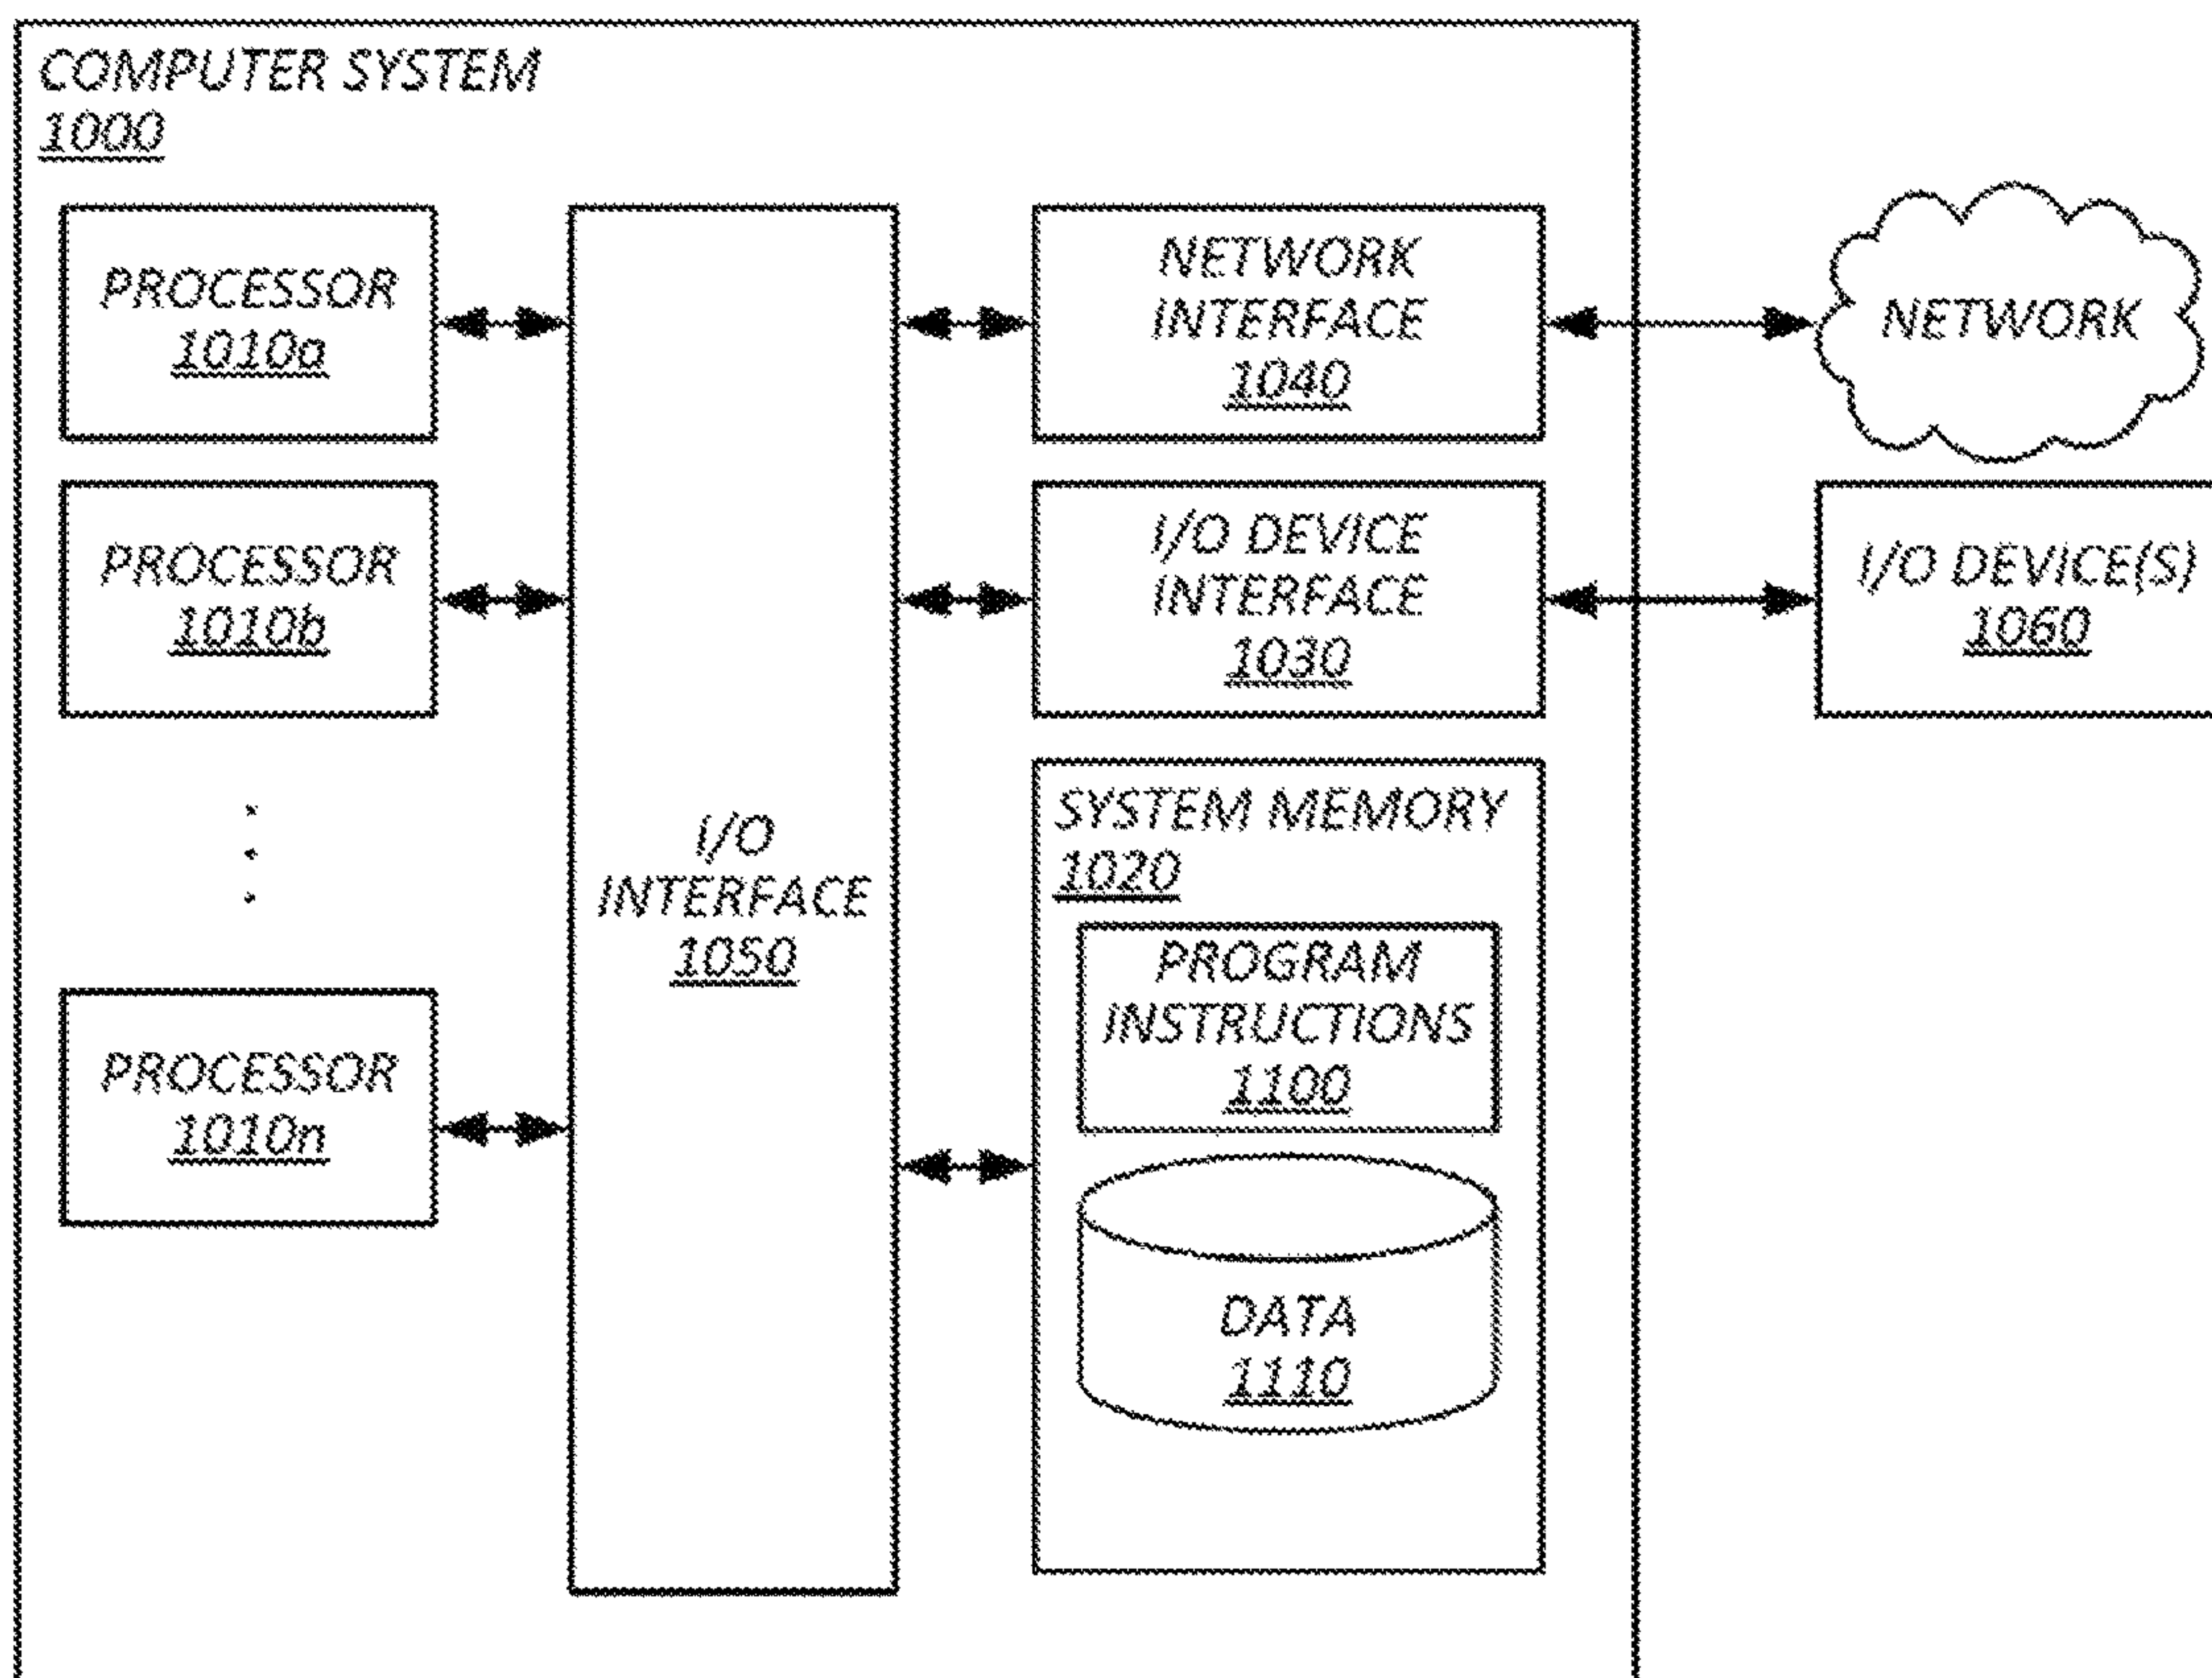 COMPUTER SYSTEM
1000
PROCESSOR
1010a
PROCESSOR
1010b
PROCESSOR
1010n
I/O
INTERFACE
1050
NETWORK
INTERFACE
1040
I/O DEVICE
INTERFACE
1030
SYSTEM MEMORY
1020
PROGRAM
INSTRUCTIONS
1100
DATA
1110
NETWORK
I/O DEVICE(S)
1060